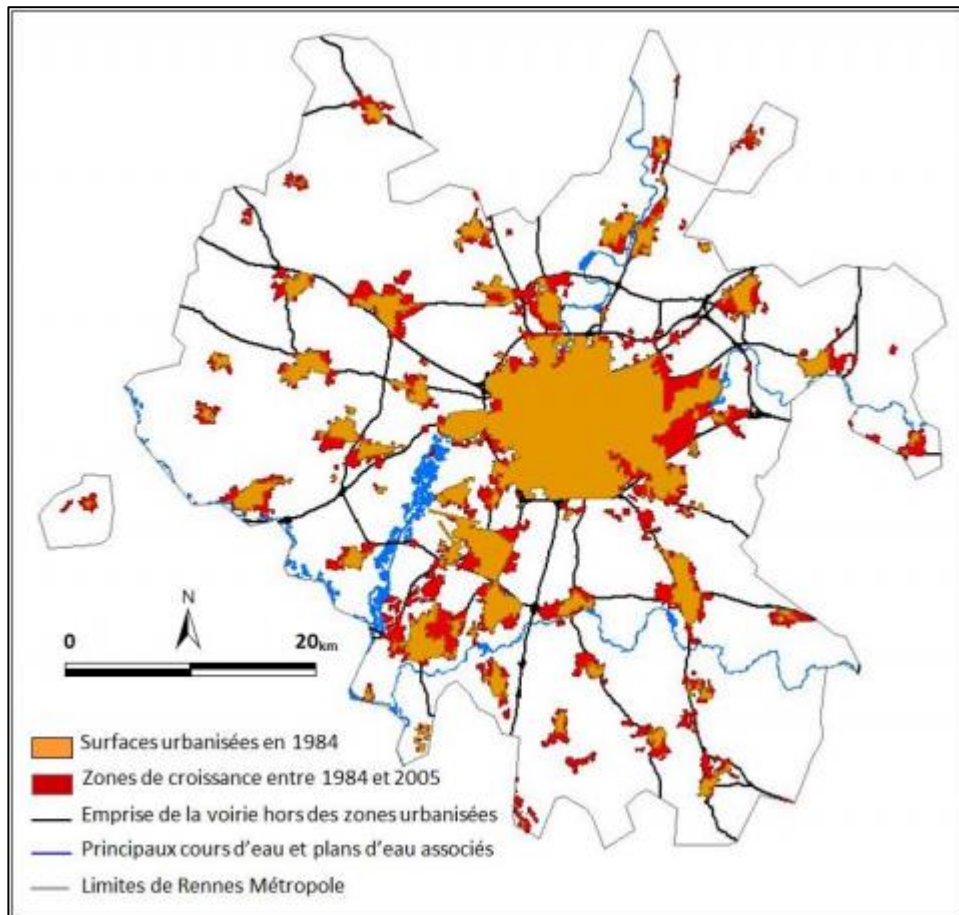 N
0 20km
Surfaces urbanisées en 1984
Zones de croissance entre 1984 et 2005
Emprise de la voirie hors des zones urbanisées
Principaux cours d'eau et plans d'eau associés
Limites de Rennes Métropole